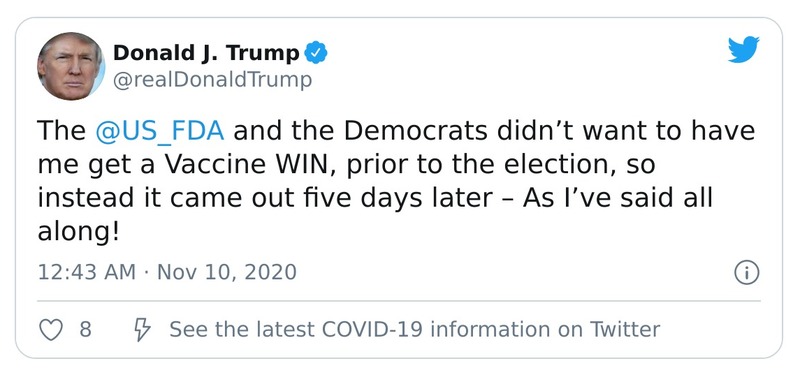 Donald J. Trump
@realDonaldTrump
The @US_FDA and the Democrats didn’t want to have
me get a Vaccine WIN, prior to the election, so
instead it came out five days later – As I’ve said all
along!
12:43 AM · Nov 10, 2020
8 See the latest COVID-19 information on Twitter